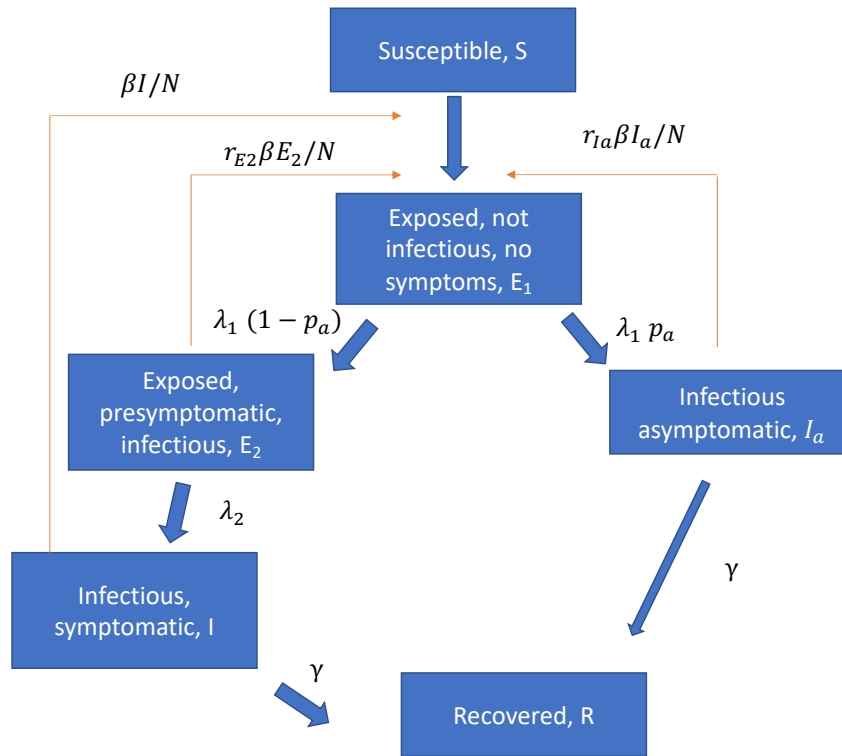 Susceptible, S
βI/N
r_{E2}βE_2/N
r_{Ia}βI_a/N
Exposed, not
infectious, no
symptoms, E_1
λ_1 (1 − p_a)
λ_1 p_a
Exposed,
presymptomatic,
infectious, E_2
Infectious
asymptomatic, I_a
λ_2
Infectious,
symptomatic, I
γ
γ
Recovered, R